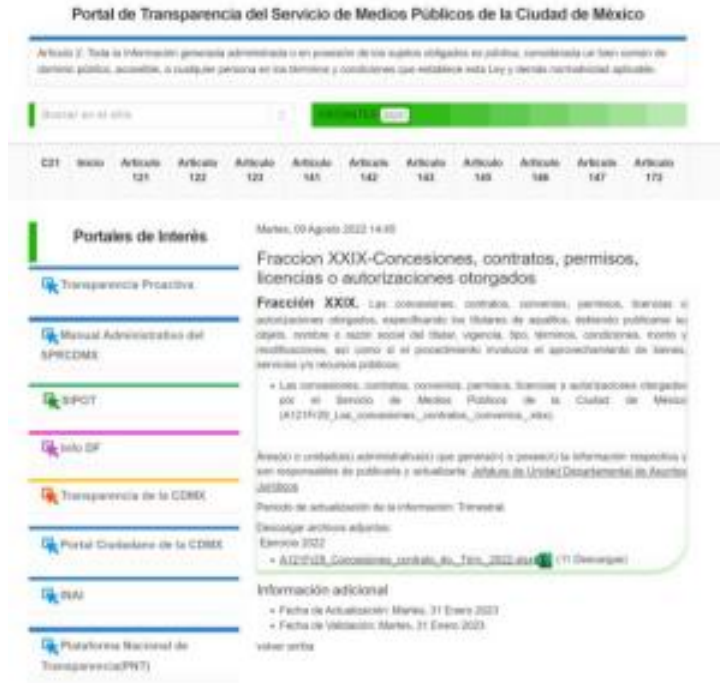 Portal de Transparencia del Servicio de Medios Públicos de la Ciudad de México
Artículo 2. Toda la información generada administrada o en posesión de los sujetos obligados es pública, considerada un bien común de
dominio público, accesible, a cualquier persona en los términos y condiciones que establece esta Ley y demás normatividad aplicable.
Buscar en el sitio
C21 Inicio Artículo 121 Artículo 122 Artículo 123 Artículo 141 Artículo 142 Artículo 143 Artículo 145 Artículo 146 Artículo 147 Artículo 172
Portales de Interés
Transparencia Proactiva
Manual Administrativo del
SPRCDMX
SIPOT
Info DF
Transparencia de la CDMX
Portal Ciudadano de la CDMX
INAI
Plataforma Nacional de
Transparencia(PNT)
Martes, 09 Agosto 2022 14:05
Fraccion XXIX-Concesiones, contratos, permisos,
licencias o autorizaciones otorgados
Fracción XXIX. Las concesiones, contratos, convenios, permisos, licencias o
autorizaciones otorgados, especificando los titulares de aquéllos, debiendo publicarse su
objeto, nombre o razón social del titular, vigencia, tipo, términos, condiciones, monto y
modificaciones, así como si el procedimiento involucra el aprovechamiento de bienes,
servicios y/o recursos públicos;
• Las concesiones, contratos, convenios, permisos, licencias o autorizaciones otorgados
por el Servicio de Medios Públicos de la Ciudad de México
(A121Fr29_Las_concesiones,_contratos,_convenios,_xlsx)
Área(s) o unidad(es) administrativa(s) que genera(n) o posee(n) la información respectiva y
son responsables de publicarla y actualizarla: Jefatura de Unidad Departamental de Asuntos
Jurídicos
Periodo de actualización de la información: Trimestral
Descargar archivos adjuntos:
Ejercicio 2022
(11 Descargas)
Información adicional
• Fecha de Actualización: Martes, 31 Enero 2023
• Fecha de Validación: Martes, 31 Enero 2023
volver arriba